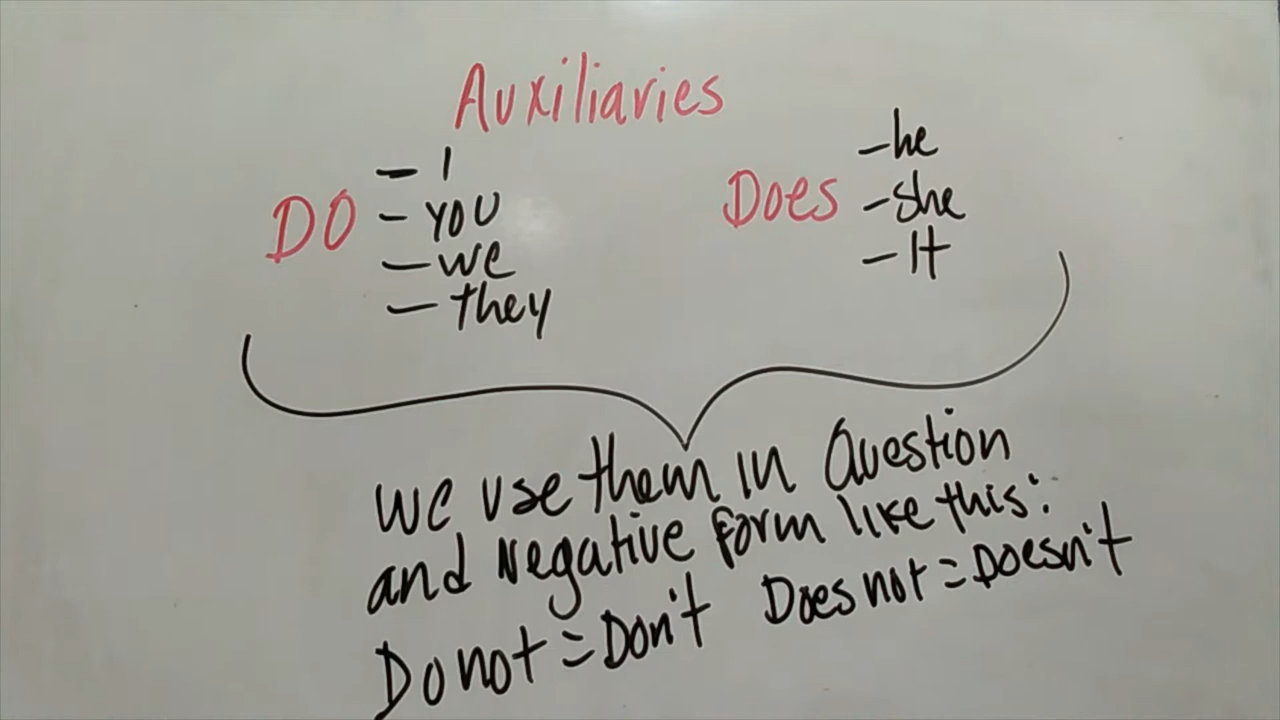 Auxiliaries
DO
– I
– YOU
– we
– they
Does
– he
– she
– It
we use them in Question
and Negative form like this:
Do not = Don't Does not = Doesn't